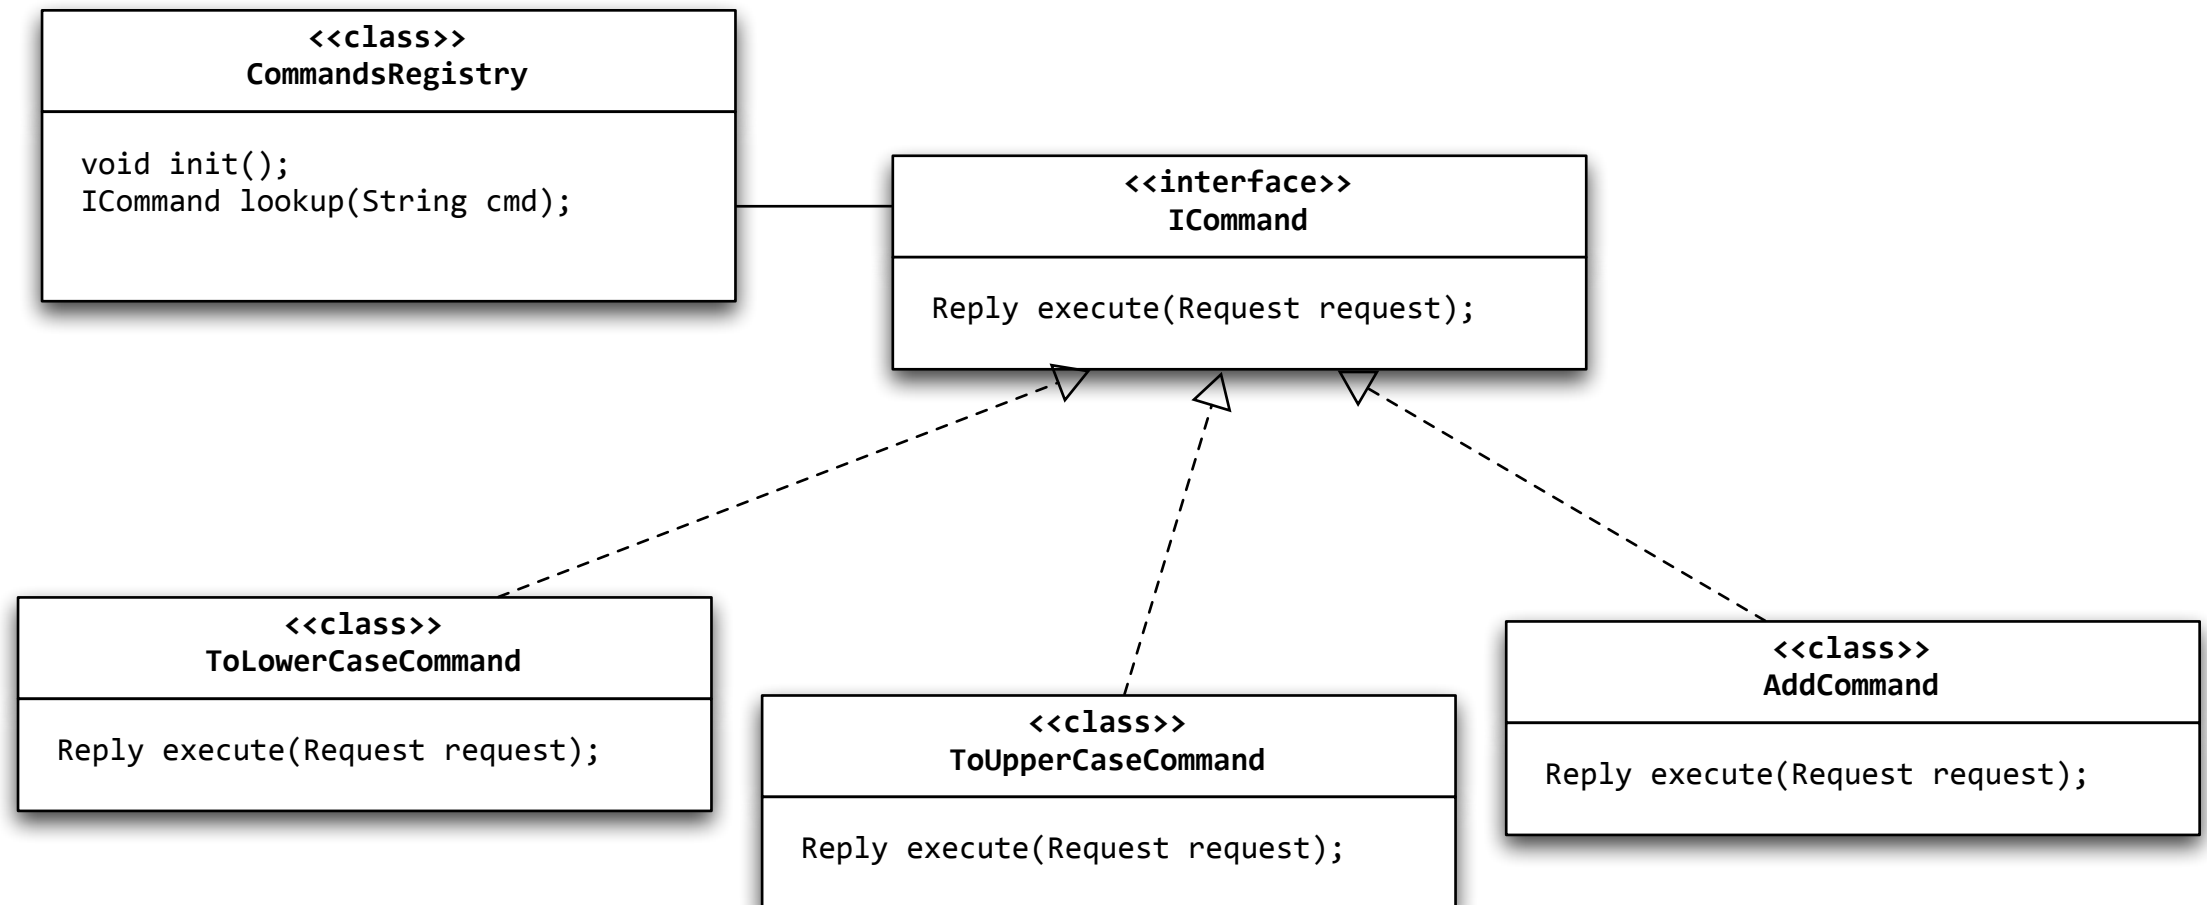 <<class>>
CommandsRegistry
void init();
ICommand lookup(String cmd);
<<interface>>
ICommand
Reply execute(Request request);
<<class>>
ToLowerCaseCommand
Reply execute(Request request);
<<class>>
ToUpperCaseCommand
Reply execute(Request request);
<<class>>
AddCommand
Reply execute(Request request);